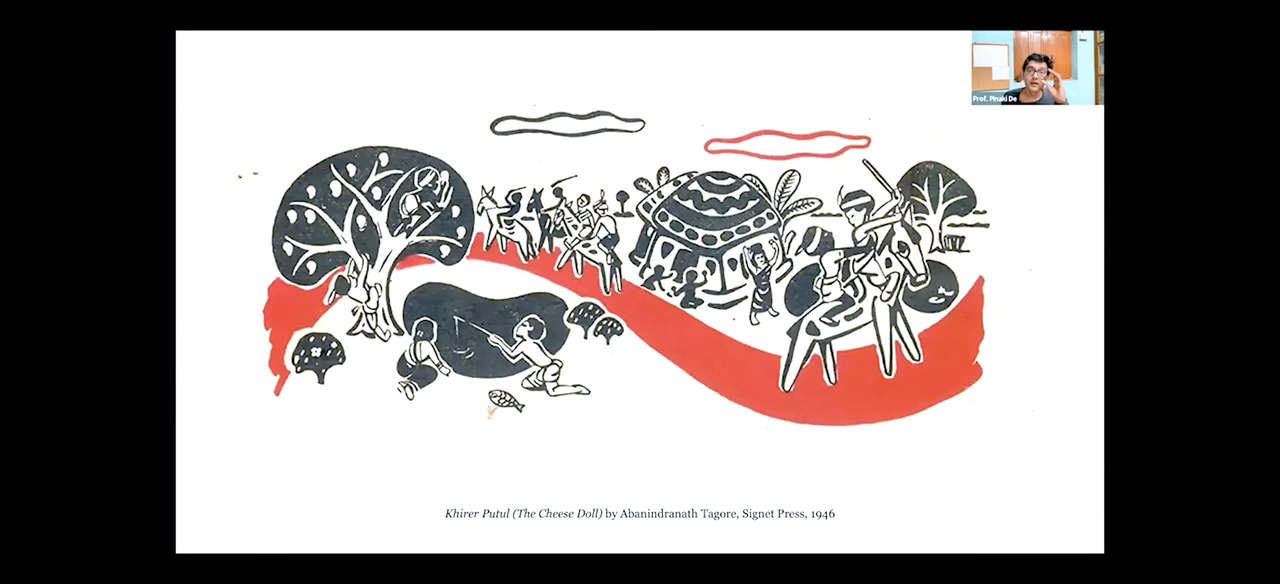 Prof. Pinaki De
Khirer Putul (The Cheese Doll) by Abanindranath Tagore, Signet Press, 1946